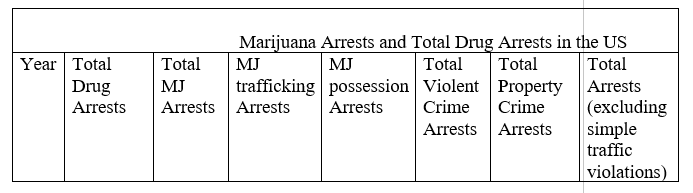 Marijuana Arrests and Total Drug Arrests in the US
Year
Total
Drug
Arrests
Total
MJ
Arrests
MJ
trafficking
Arrests
MJ
possession
Arrests
Total
Violent
Crime
Arrests
Total
Property
Crime
Arrests
Total
Arrests
(excluding
simple
traffic
violations)